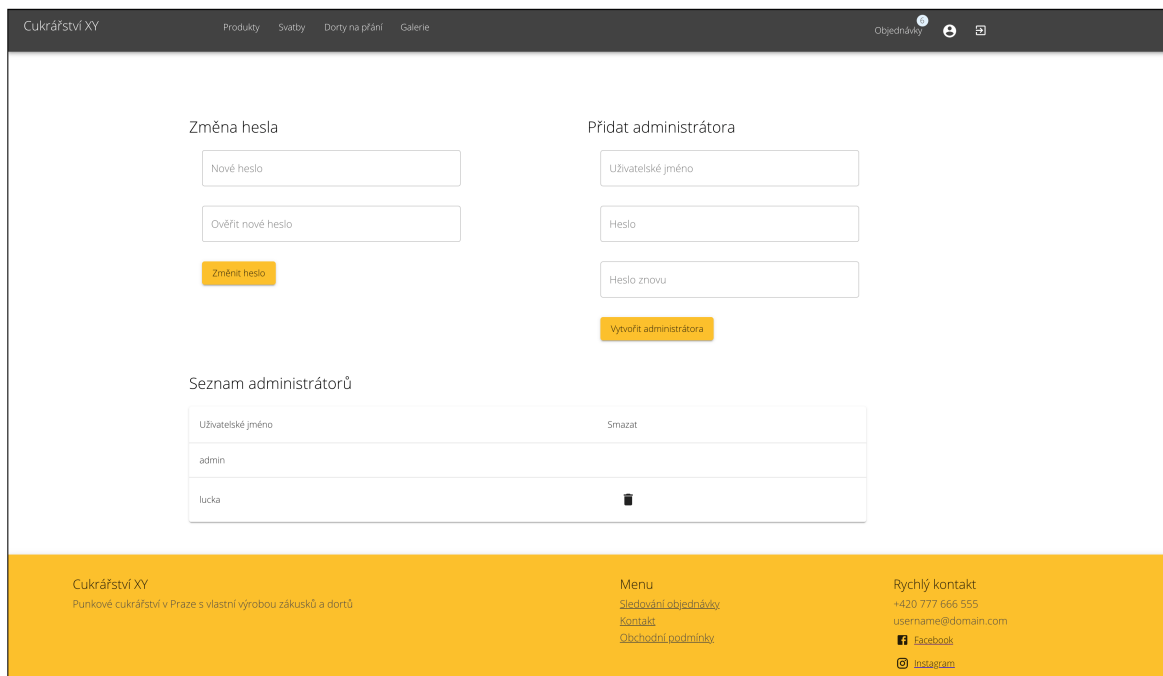 Cukrářství XY
Produkty Svatby Dorty na přání Galerie
Objednávky 6
Změna hesla
Nové heslo
Ověřit nové heslo
Změnit heslo
Přidat administrátora
Uživatelské jméno
Heslo
Heslo znovu
Vytvořit administrátora
Seznam administrátorů
Uživatelské jméno Smazat
admin
lucka
Cukrářství XY
Punkové cukrářství v Praze s vlastní výrobou zákusků a dortů
Menu
Sledování objednávky
Kontakt
Obchodní podmínky
Rychlý kontakt
+420 777 666 555
username@domain.com
Facebook
Instagram